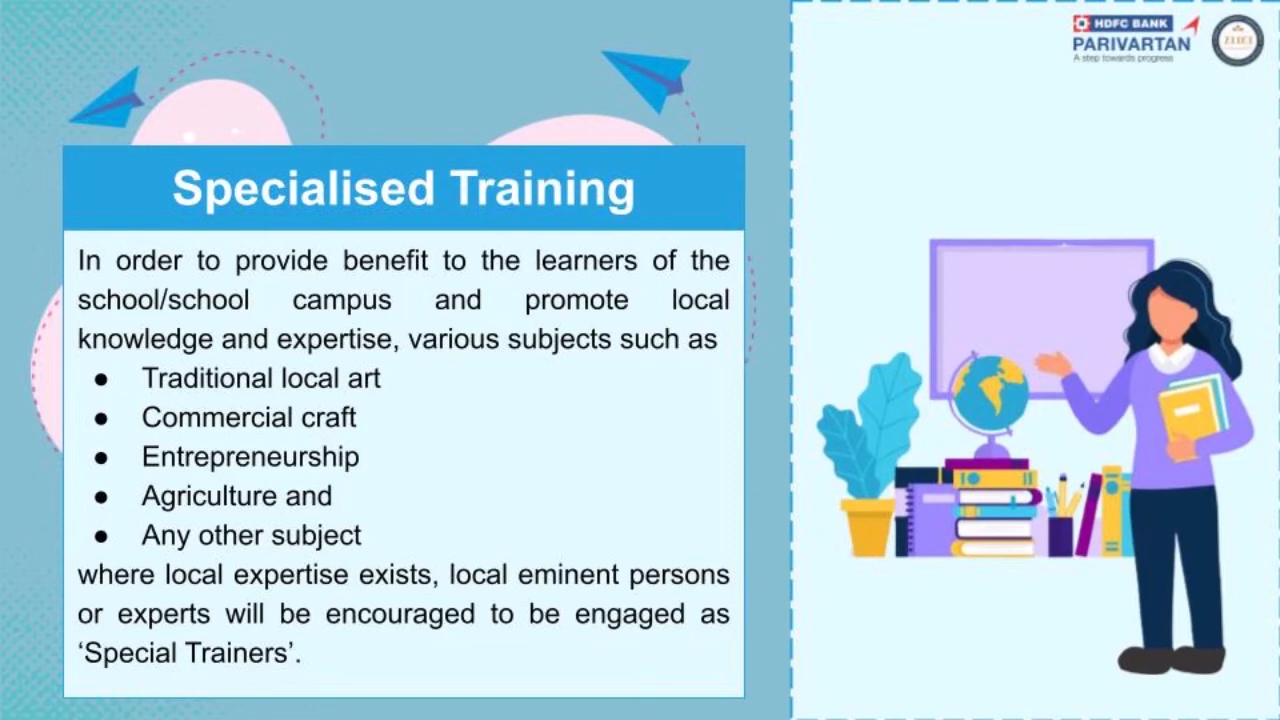 HDFC BANK
PARIVARTAN
A step towards progress
Specialised Training
In order to provide benefit to the learners of the
school/school campus and promote local
knowledge and expertise, various subjects such as
● Traditional local art
● Commercial craft
● Entrepreneurship
● Agriculture and
● Any other subject
where local expertise exists, local eminent persons
or experts will be encouraged to be engaged as
‘Special Trainers’.